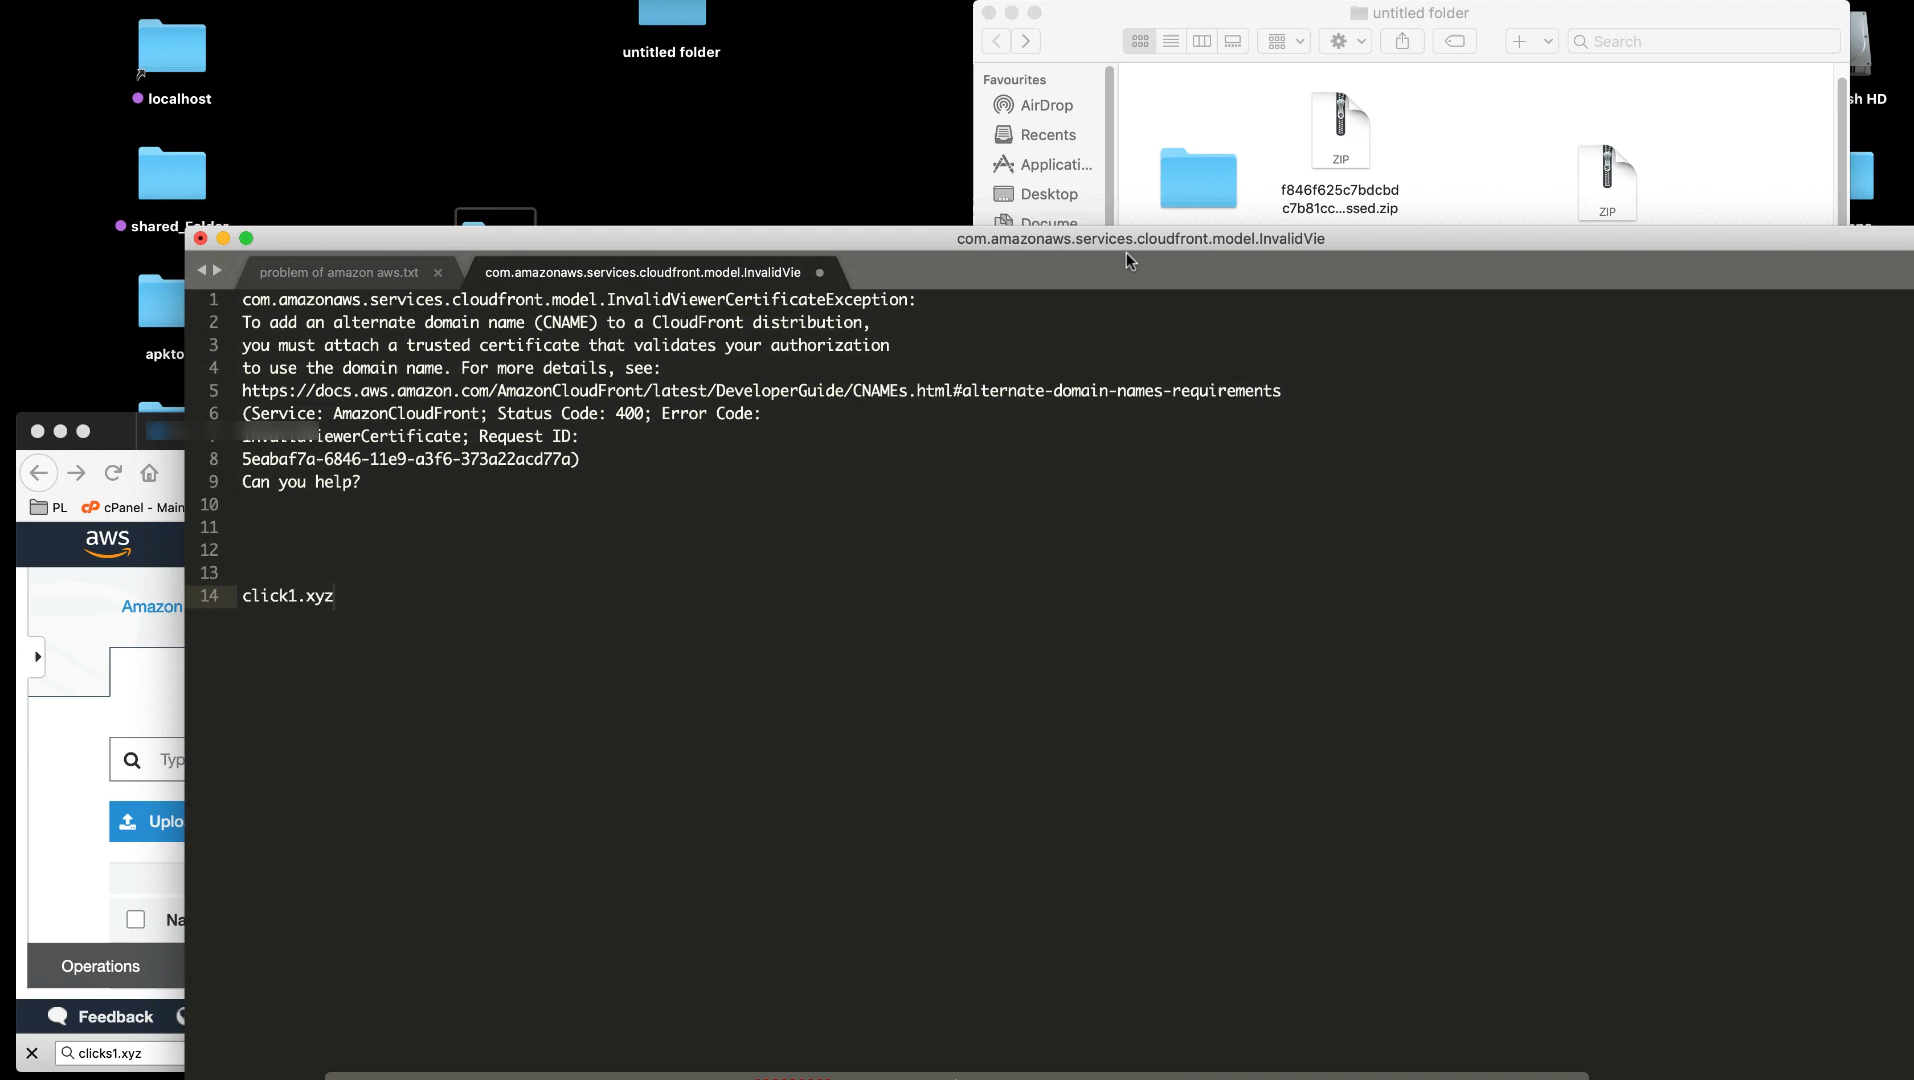 localhost
untitled folder
untitled folder
Search
Favourites
AirDrop
Recents
Applicati...
Desktop
ZIP
f846f625c7bdcbd
c7b81cc...ssed.zip
ZIP
sh HD
shared_Folder
com.amazonaws.services.cloudfront.model.InvalidVie
problem of amazon aws.txt
com.amazonaws.services.cloudfront.model.InvalidVie
1 com.amazonaws.services.cloudfront.model.InvalidViewerCertificateException:
2 To add an alternate domain name (CNAME) to a CloudFront distribution,
3 you must attach a trusted certificate that validates your authorization
4 to use the domain name. For more details, see:
5 https://docs.aws.amazon.com/AmazonCloudFront/latest/DeveloperGuide/CNAMEs.html#alternate-domain-names-requirements
6 (Service: AmazonCloudFront; Status Code: 400; Error Code:
iewerCertificate; Request ID:
8 5eabaf7a-6846-11e9-a3f6-373a22acd77a)
9 Can you help?
10
11
12
13
14 click1.xyz
apkto
PL
cP cPanel - Main
aws
Amazon
Typ
Uplo
Na
Operations
Feedback
clicks1.xyz